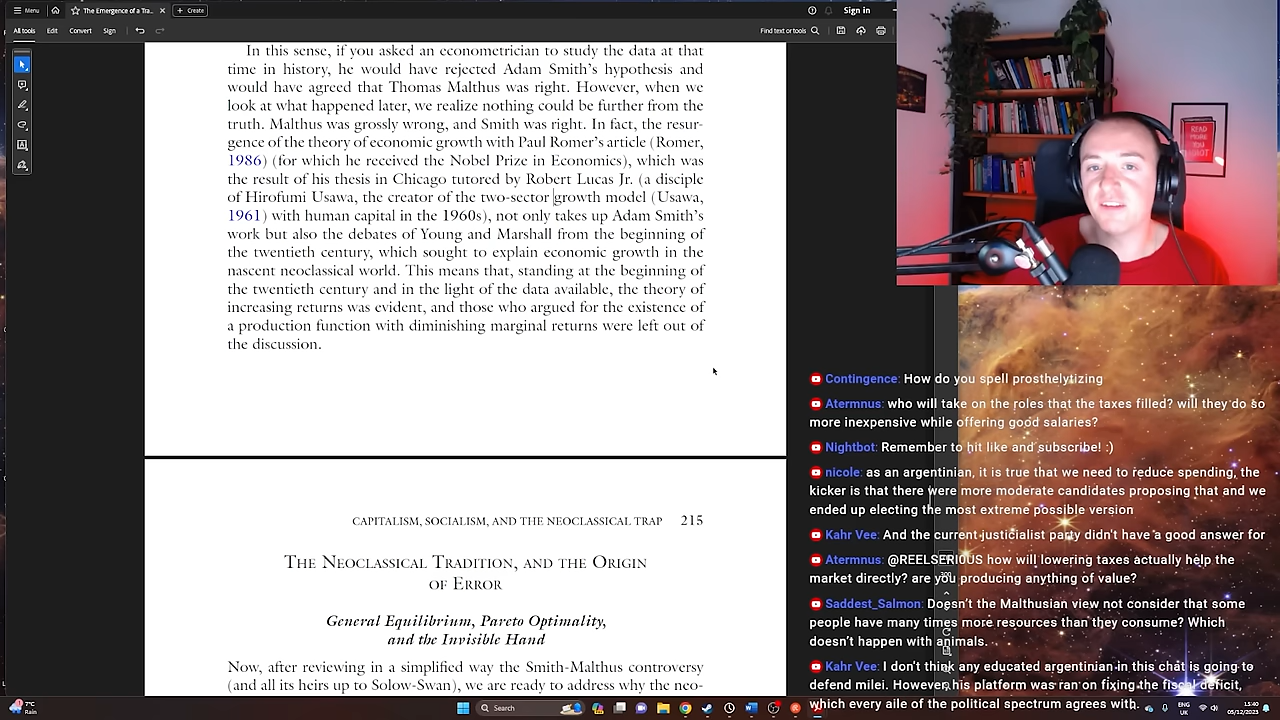 Menu
The Emergence of a Tra...
Create
Sign in
All tools
Edit
Convert
Sign
Find text or tools
In this sense, if you asked an econometrician to study the data at that
time in history, he would have rejected Adam Smith's hypothesis and
would have agreed that Thomas Malthus was right. However, when we
look at what happened later, we realize nothing could be further from the
truth. Malthus was grossly wrong, and Smith was right. In fact, the resur-
gence of the theory of economic growth with Paul Romer's article (Romer,
1986) (for which he received the Nobel Prize in Economics), which was
the result of his thesis in Chicago tutored by Robert Lucas Jr. (a disciple
of Hirofumi Usawa, the creator of the two-sector growth model (Usawa,
1961) with human capital in the 1960s), not only takes up Adam Smith's
work but also the debates of Young and Marshall from the beginning of
the twentieth century, which sought to explain economic growth in the
nascent neoclassical world. This means that, standing at the beginning of
the twentieth century and in the light of the data available, the theory of
increasing returns was evident, and those who argued for the existence of
a production function with diminishing marginal returns were left out of
the discussion.
CAPITALISM, SOCIALISM, AND THE NEOCLASSICAL TRAP 215
The Neoclassical Tradition, and the Origin
of Error
General Equilibrium, Pareto Optimality,
and the Invisible Hand
Now, after reviewing in a simplified way the Smith-Malthus controversy
(and all its heirs up to Solow-Swan), we are ready to address why the neo-
READ
MORE
YOU
Contingence: How do you spell prosthelytizing
Atermnus: who will take on the roles that the taxes filled? will they do so
more inexpensive while offering good salaries?
Nightbot: Remember to hit like and subscribe! :)
nicole: as an argentinian, it is true that we need to reduce spending, the
kicker is that there were more moderate candidates proposing that and we
ended up electing the most extreme possible version
Kahr Vee: And the current justicialist party didn't have a good answer for
Atermnus: @REELSERI0US how will lowering taxes actually help the
market directly? are you producing anything of value?
Saddest_Salmon: Doesn't the Malthusian view not consider that some
people have many times more resources than they consume? Which
doesn't happen with animals.
Kahr Vee: I don't think any educated argentinian in this chat is going to
defend milei. However, his platform was ran on fixing the fiscal deficit,
which every aile of the political spectrum agrees with.
7°C
Rain
Search
ENG
UK
15:40
05/12/2023